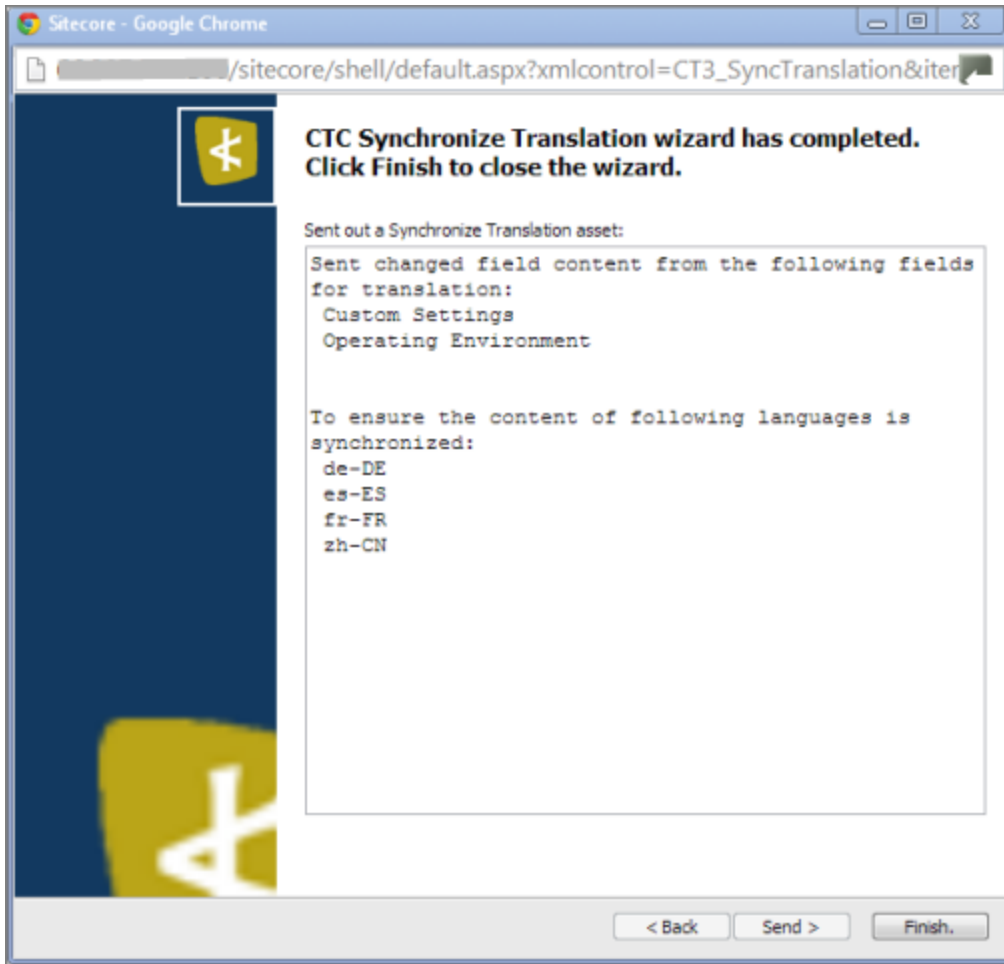 Sitecore - Google Chrome
/sitecore/shell/default.aspx?xmlcontrol=CT3_SyncTranslation&iter
CTC Synchronize Translation wizard has completed.
Click Finish to close the wizard.
Sent out a Synchronize Translation asset:
Sent changed field content from the following fields
for translation:
Custom Settings
Operating Environment
To ensure the content of following languages is
synchronized:
de-DE
es-ES
fr-FR
zh-CN
< Back Send > Finish.